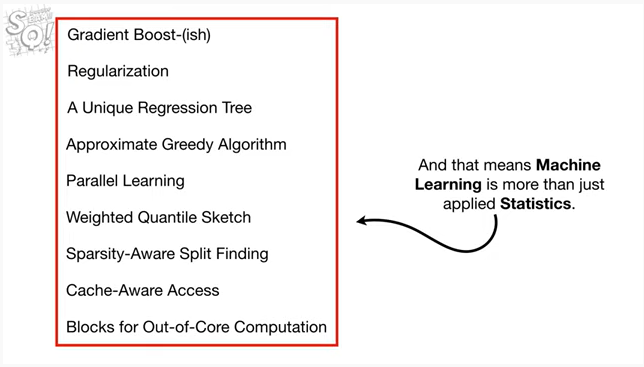 SQ!
Gradient Boost-(ish)
Regularization
A Unique Regression Tree
Approximate Greedy Algorithm
Parallel Learning
Weighted Quantile Sketch
Sparsity-Aware Split Finding
Cache-Aware Access
Blocks for Out-of-Core Computation
And that means Machine
Learning is more than just
applied Statistics.